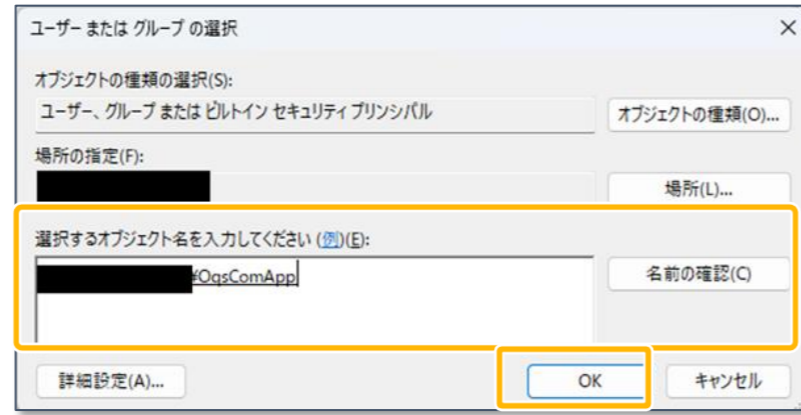 ユーザー または グループ の選択
オブジェクトの種類の選択(S):
ユーザー、グループ または ビルトイン セキュリティ プリンシパル
オブジェクトの種類(O)...
場所の指定(F):
場所(L)...
選択するオブジェクト名を入力してください (例)(E):
¥OqsComApp
名前の確認(C)
詳細設定(A)...
OK
キャンセル